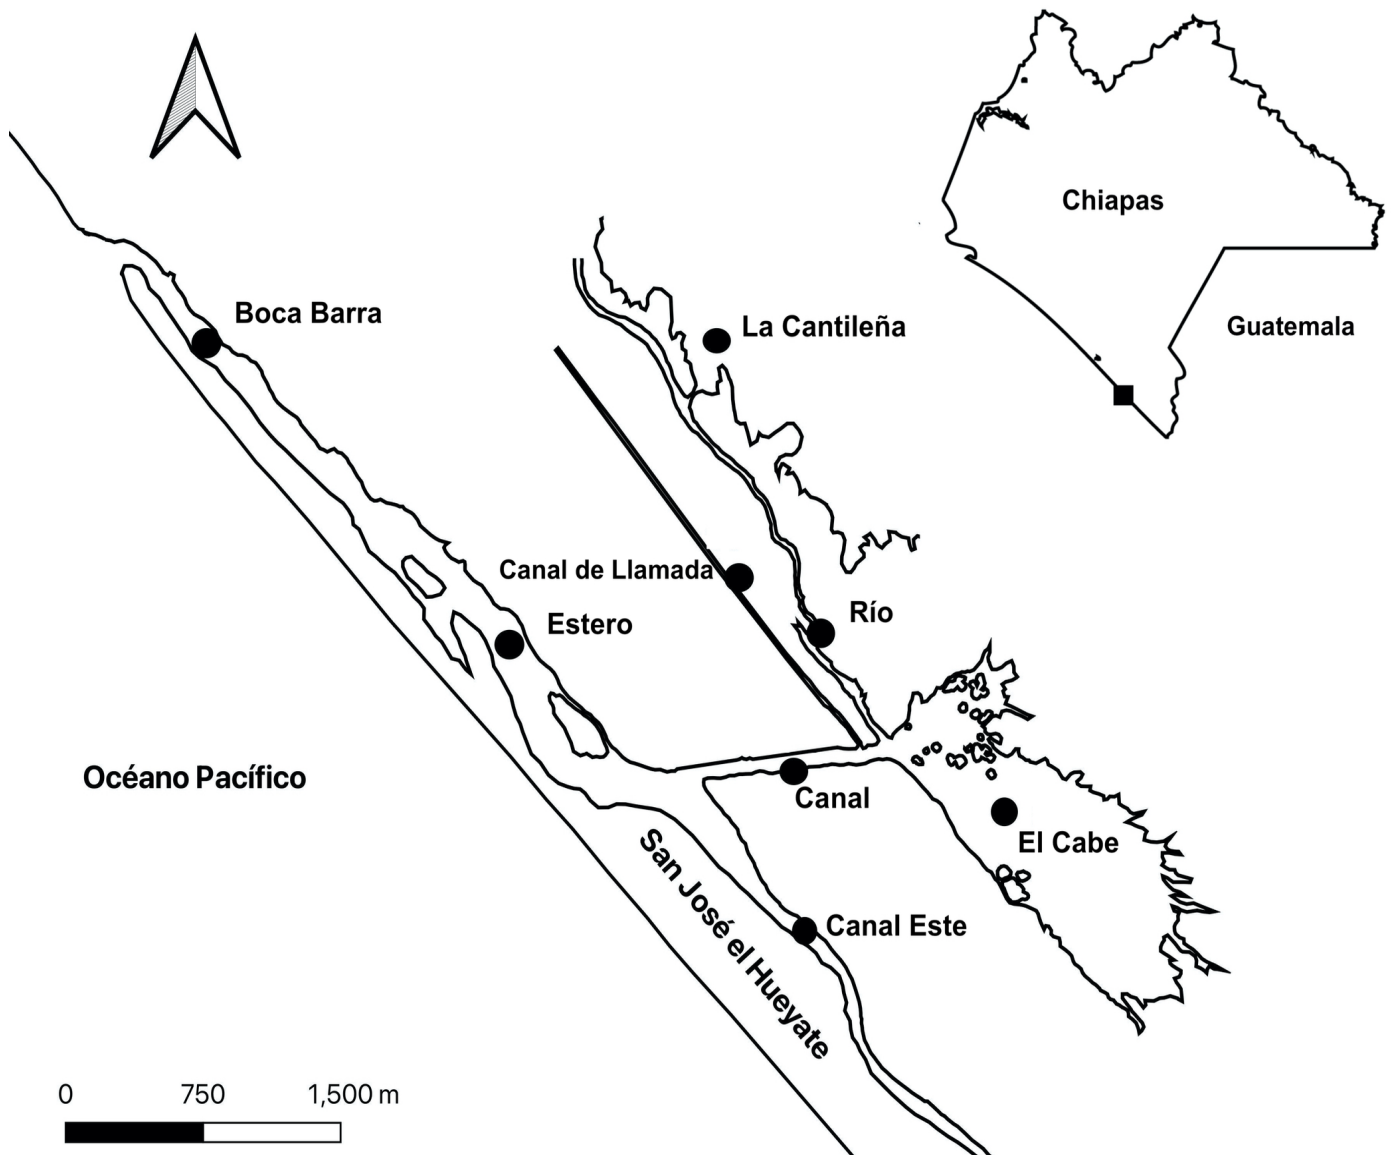 Chiapas
Guatemala
Boca Barra
La Cantileña
Canal de Llamada
Río
Estero
Océano Pacífico
Canal
El Cabe
San José el Hueyate
Canal Este
0 750 1,500 m